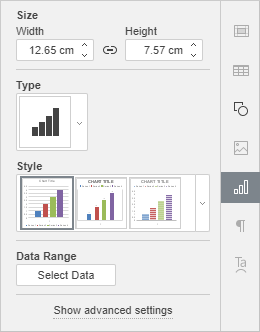 Size
Width Height
12.65 cm 7.57 cm
Type
Style
CHART TITLE CHART TITLE CHART TITLE
Data Range
Select Data
Show advanced settings
¶
Ta